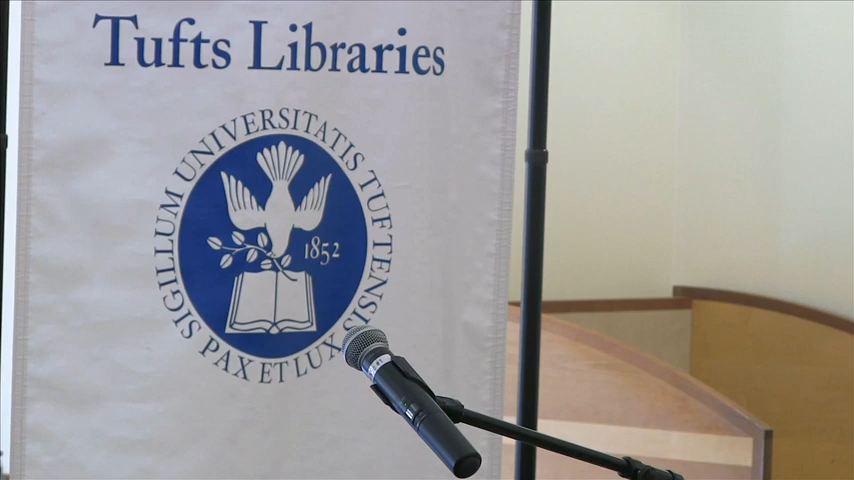 Tufts Libraries
SIGILLUM UNIVERSITATIS TUFTENSIS
1852
PAX ET LUX